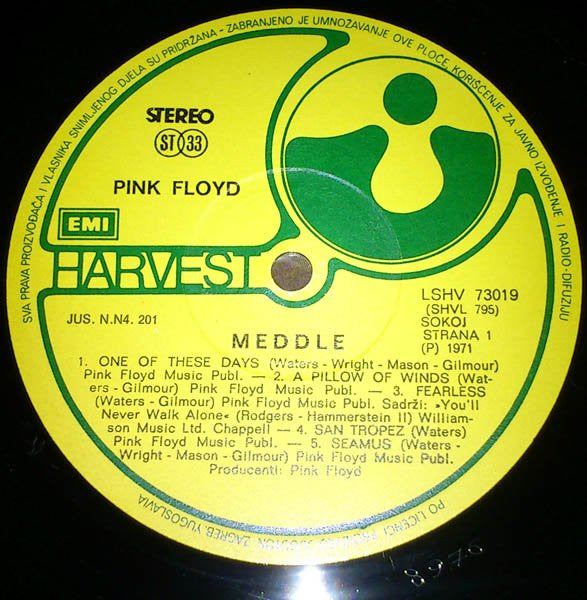 SVA PRAVA PROIZVOĐAČA I VLASNIKA SNIMLJENOG DJELA SU PRIDRŽANA - ZABRANJENO JE UMNOŽAVANJE OVE PLOČE, KORIŠĆENJE ZA JAVNO IZVOĐENJE I RADIO-DIFUZIJU
STEREO
ST 33
PINK FLOYD
EMI
HARVEST
LSHV 73019
(SHVL 795)
JUS. N.N4. 201
SOKOJ
STRANA 1
(P) 1971
MEDDLE
1. ONE OF THESE DAYS (Waters - Wright - Mason - Gilmour)
Pink Floyd Music Publ. — 2. A PILLOW OF WINDS (Wat-
ers - Gilmour) Pink Floyd Music Publ. — 3. FEARLESS
(Waters - Gilmour) Pink Floyd Music Publ. Sadrži: »You'll
Never Walk Alone« (Rodgers - Hammerstein II) William-
son Music Ltd. Chappell — 4. SAN TROPEZ (Waters)
Pink Floyd Music Publ. — 5. SEAMUS (Waters -
Wright - Mason - Gilmour) Pink Floyd Music Publ.
Producenti: Pink Floyd
PO LICENCI ZAGREB, YUGOSLAVIA